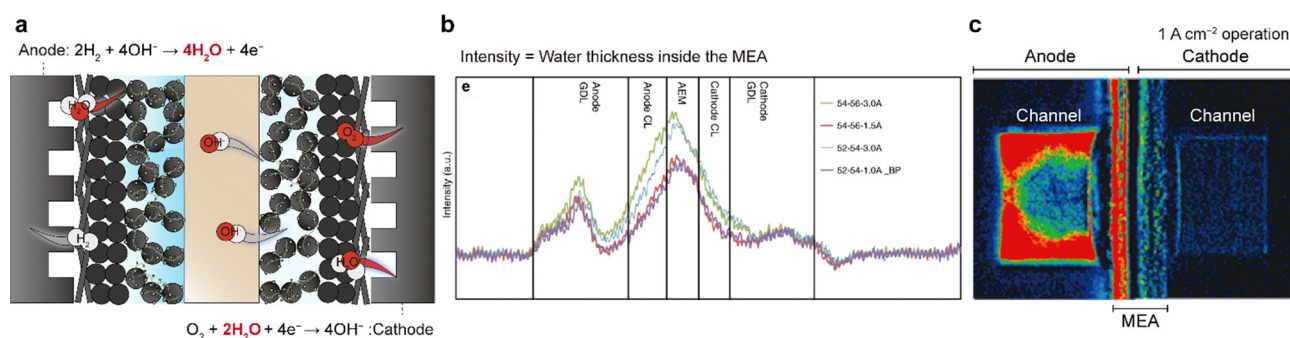 a
Anode: 2H₂ + 4OH⁻ → 4H₂O + 4e⁻
H₂O
O₂
OH⁻
OH⁻
H₂
H₂O
O₂ + 2H₂O + 4e⁻ → 4OH⁻ :Cathode
b
Intensity = Water thickness inside the MEA
e
Anode GDL
Anode CL
AEM
Cathode CL
Cathode GDL
54-56-3.0A
54-56-1.5A
52-54-3.0A
52-54-1.0A _BP
Intensity (a.u.)
c
1 A cm⁻² operation
Anode
Cathode
Channel
Channel
MEA